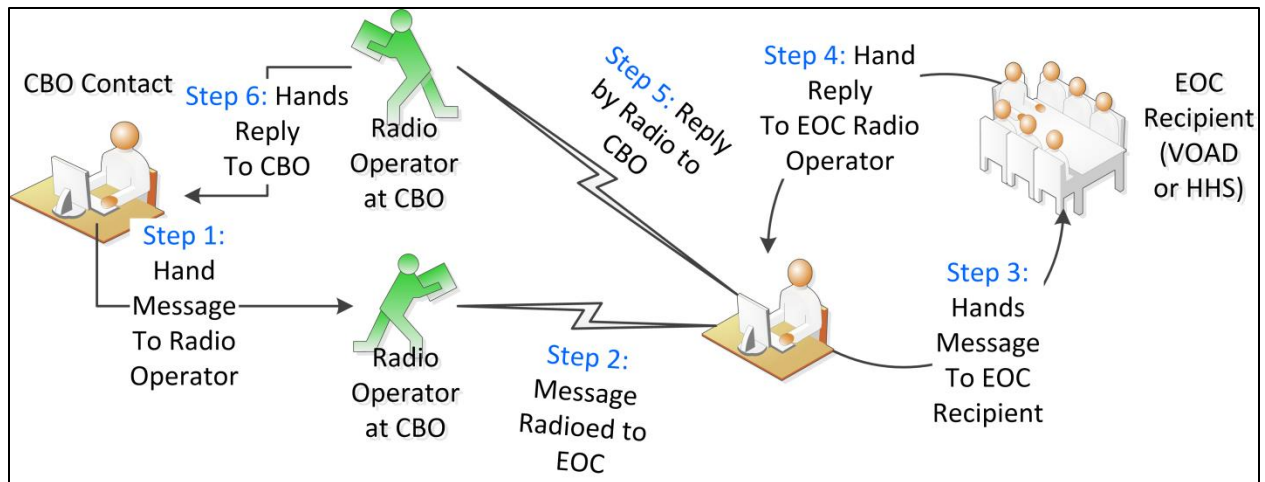 CBO Contact
Step 6: Hands
Reply
To CBO
Radio
Operator
at CBO
Step 5: Reply
by Radio to
CBO
Step 4: Hand
Reply
To EOC Radio
Operator
EOC
Recipient
(VOAD
or HHS)
Step 1:
Hand
Message
To Radio
Operator
Radio
Operator
at CBO
Step 2:
Message
Radioed to
EOC
Step 3:
Hands
Message
To EOC
Recipient